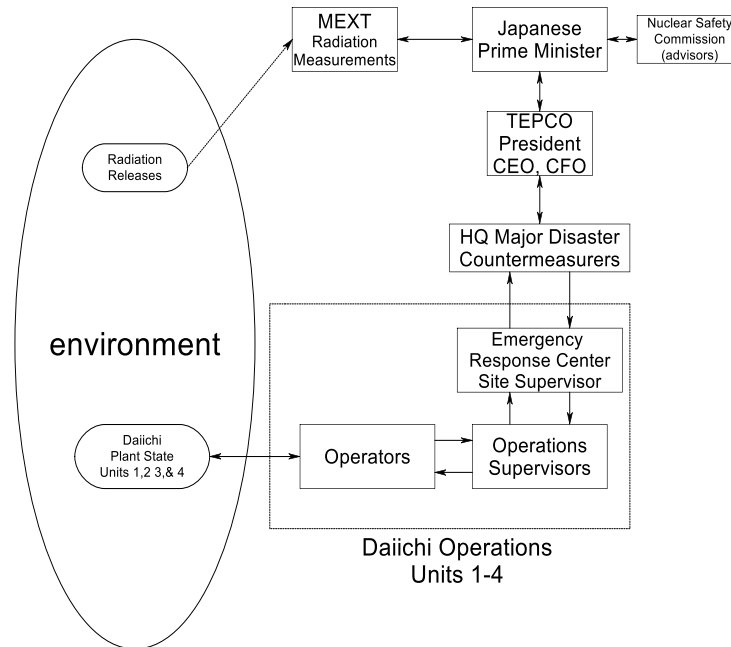 MEXT
Radiation
Measurements
Japanese
Prime Minister
Nuclear Safety
Commission
(advisors)
TEPCO
President
CEO, CFO
Radiation
Releases
HQ Major Disaster
Countermeasurers
environment
Emergency
Response Center
Site Supervisor
Daiichi
Plant State
Units 1,2 3,& 4
Operators
Operations
Supervisors
Daiichi Operations
Units 1-4